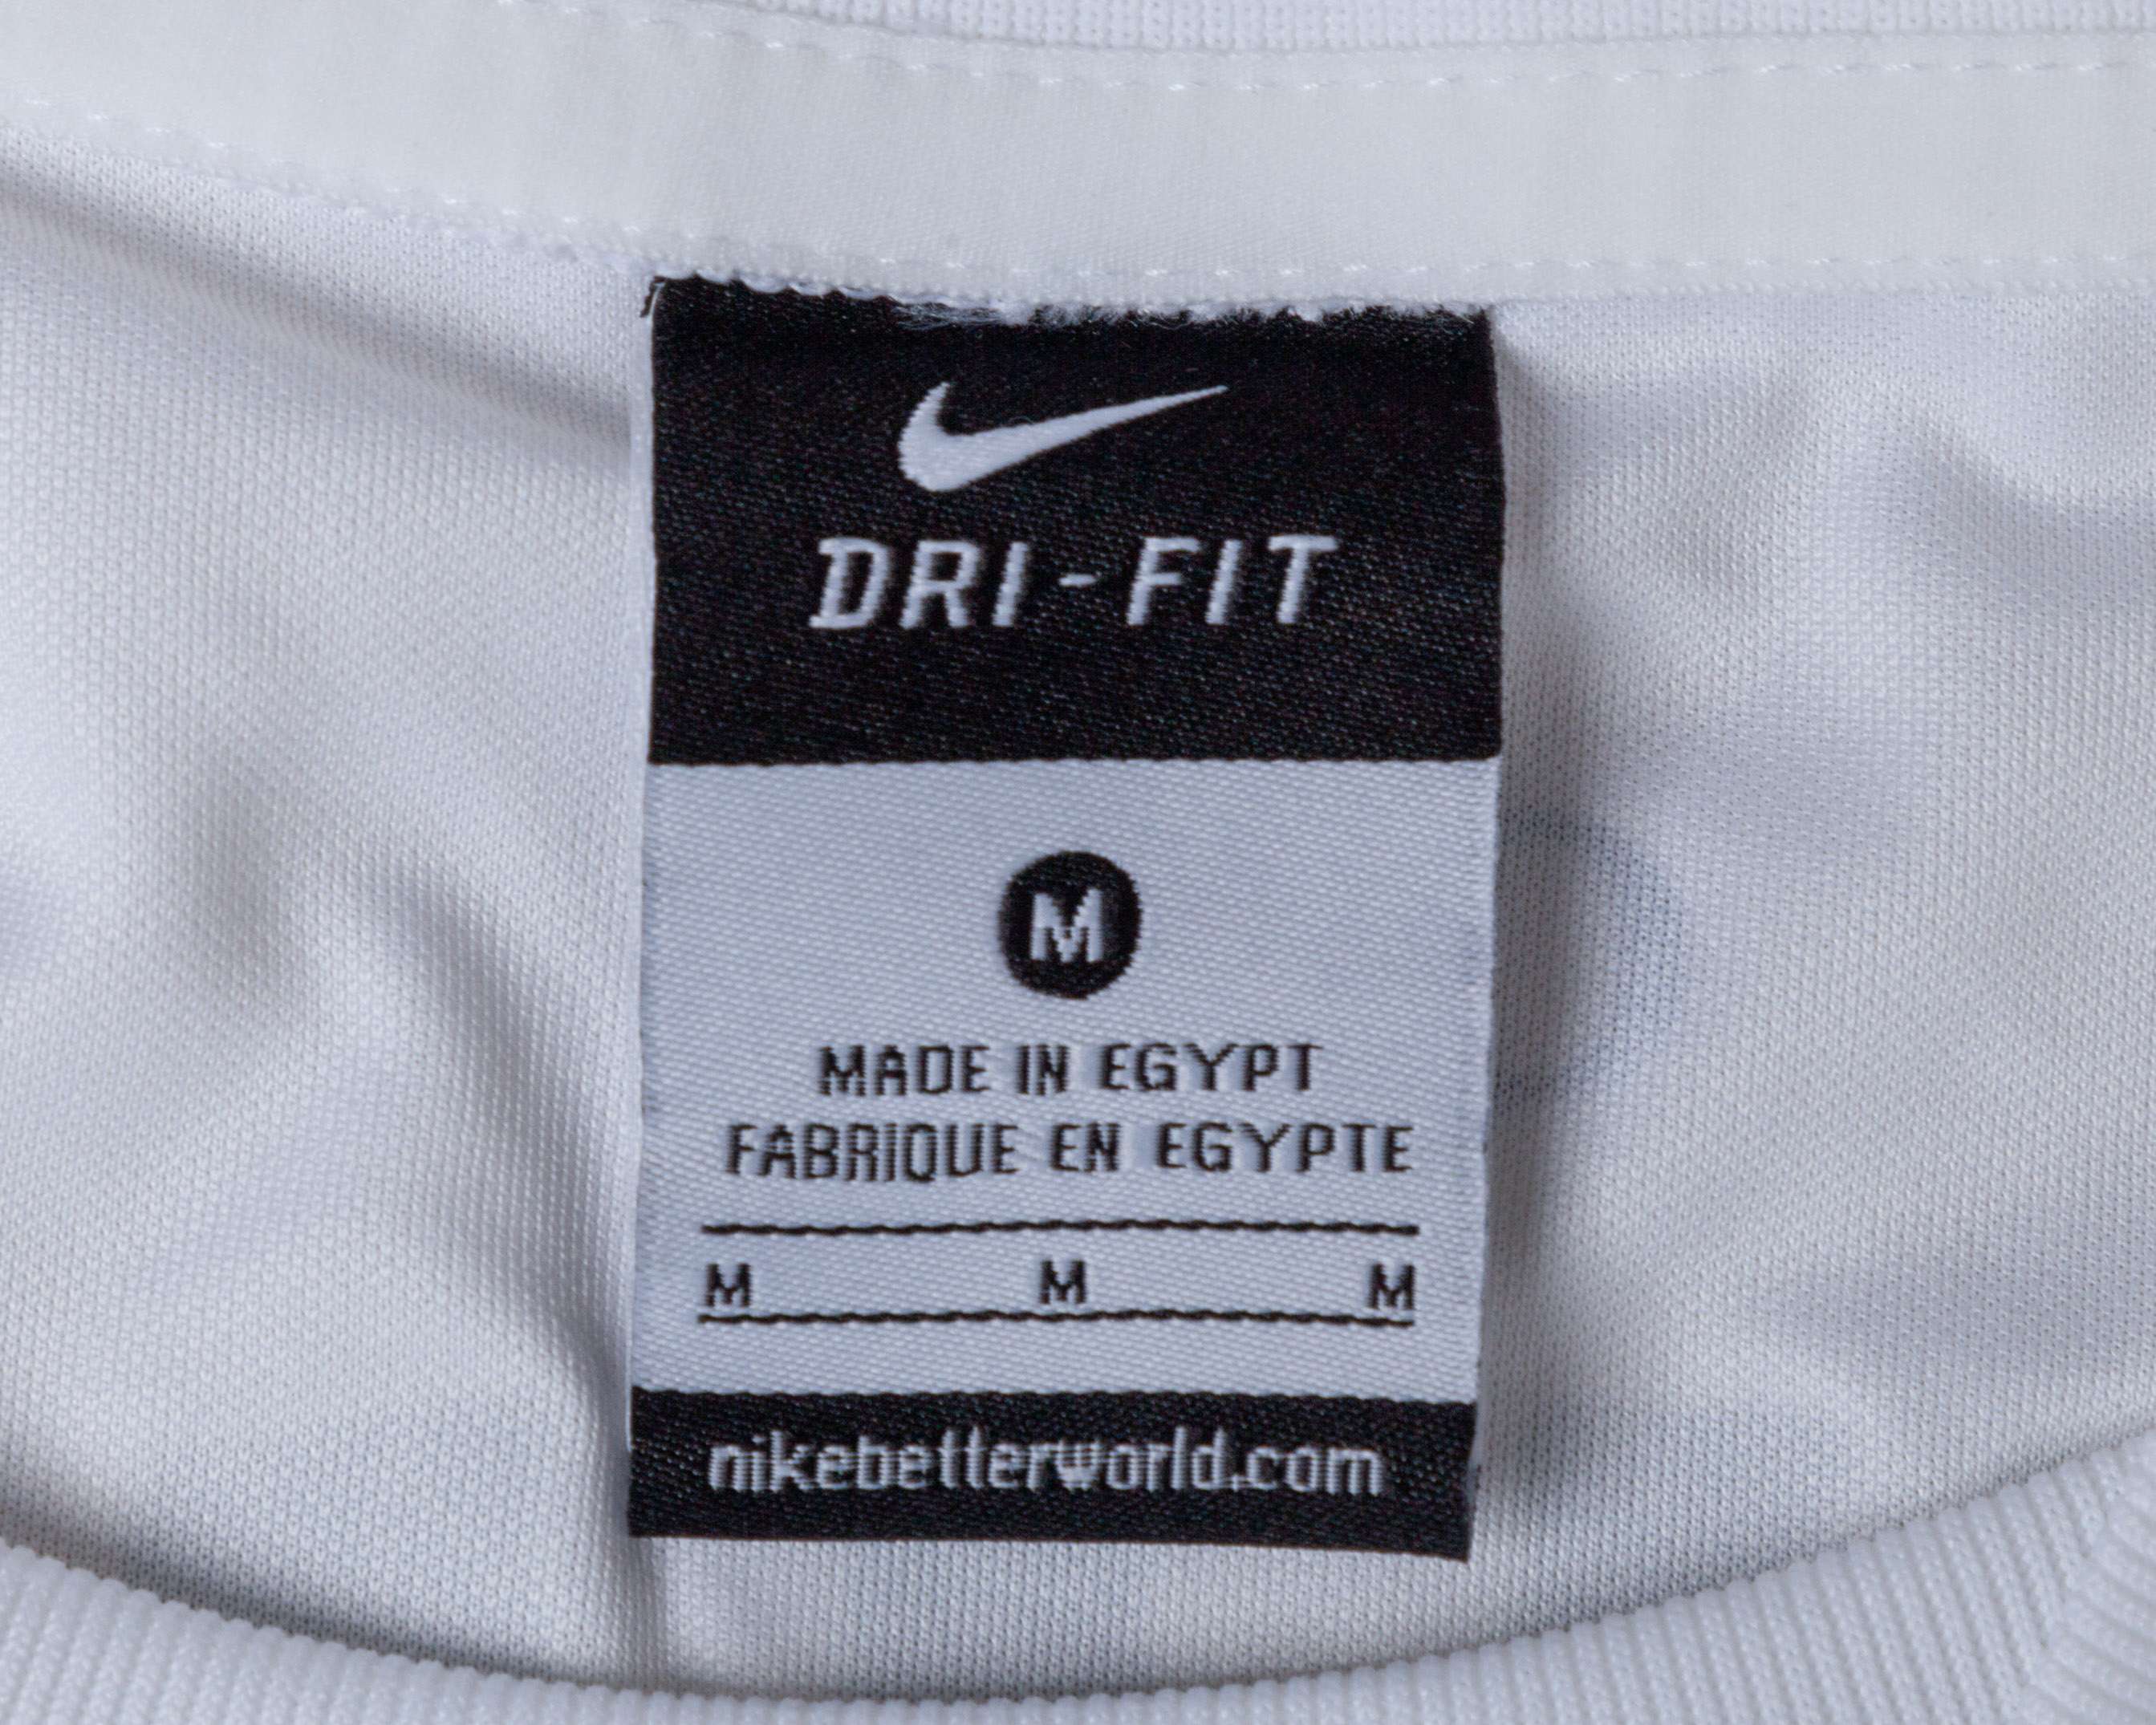 DRI-FIT
M
MADE IN EGYPT
FABRIQUE EN EGYPTE
M M M
nikebetterworld.com